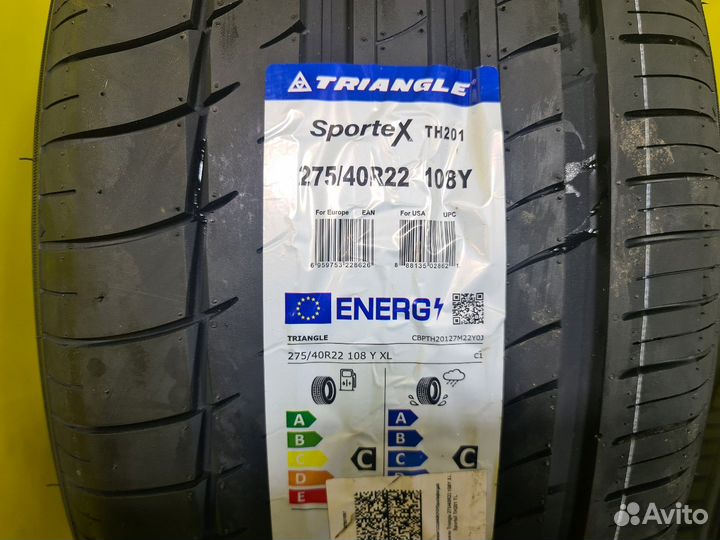 TRIANGLE
SporteX TH201
275/40R22 108Y
For Europe EAN For USA UPC
6 959753 228626 8 88135 02862 1
ENERG
TRIANGLE CBPTH20127M22Y0J
275/40R22 108 Y XL C1
A A
B B
C C C C
D D
E E
Avito